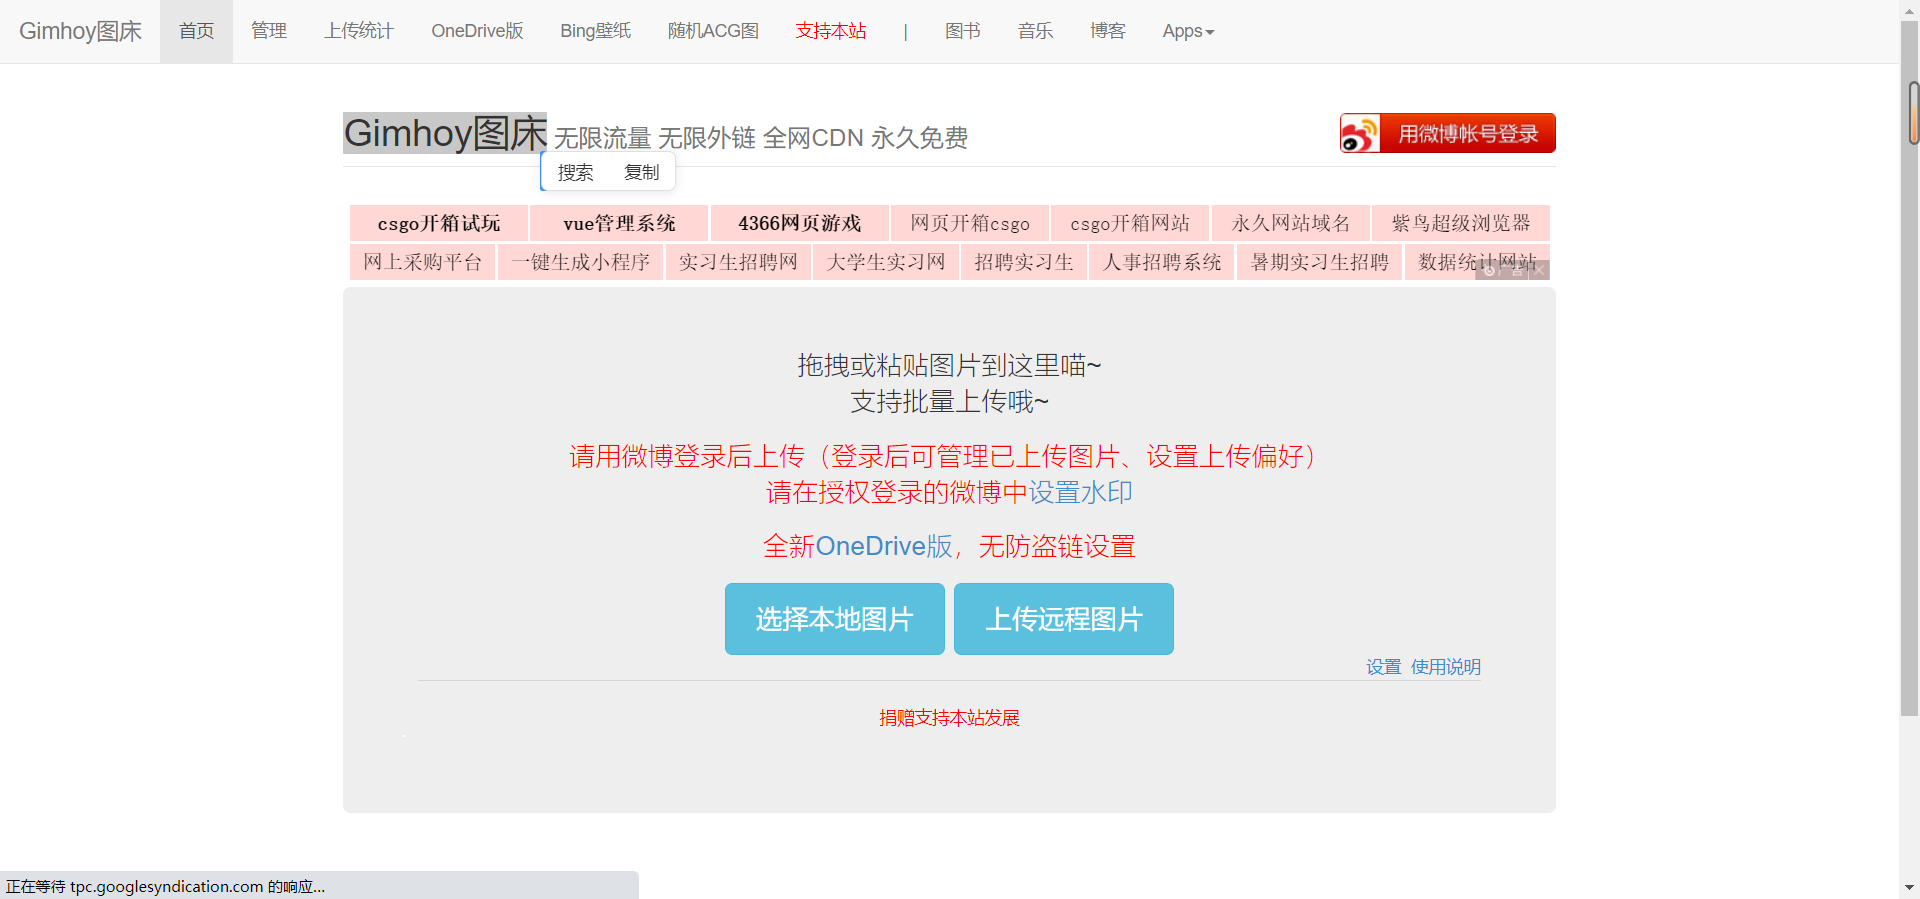 Gimhoy图床 首页 管理 上传统计 OneDrive版 Bing壁纸 随机ACG图 支持本站 | 图书 音乐 博客 Apps
Gimhoy图床 无限流量 无限外链 全网CDN 永久免费
用微博帐号登录
搜索 复制
csgo开箱试玩 vue管理系统 4366网页游戏 网页开箱csgo csgo开箱网站 永久网站域名 紫鸟超级浏览器
网上采购平台 一键生成小程序 实习生招聘网 大学生实习网 招聘实习生 人事招聘系统 暑期实习生招聘 数据统计网站
广告
拖拽或粘贴图片到这里喵~
支持批量上传哦~
请用微博登录后上传（登录后可管理已上传图片、设置上传偏好）
请在授权登录的微博中设置水印
全新OneDrive版，无防盗链设置
选择本地图片 上传远程图片
设置 使用说明
捐赠支持本站发展
正在等待 tpc.googlesyndication.com 的响应...